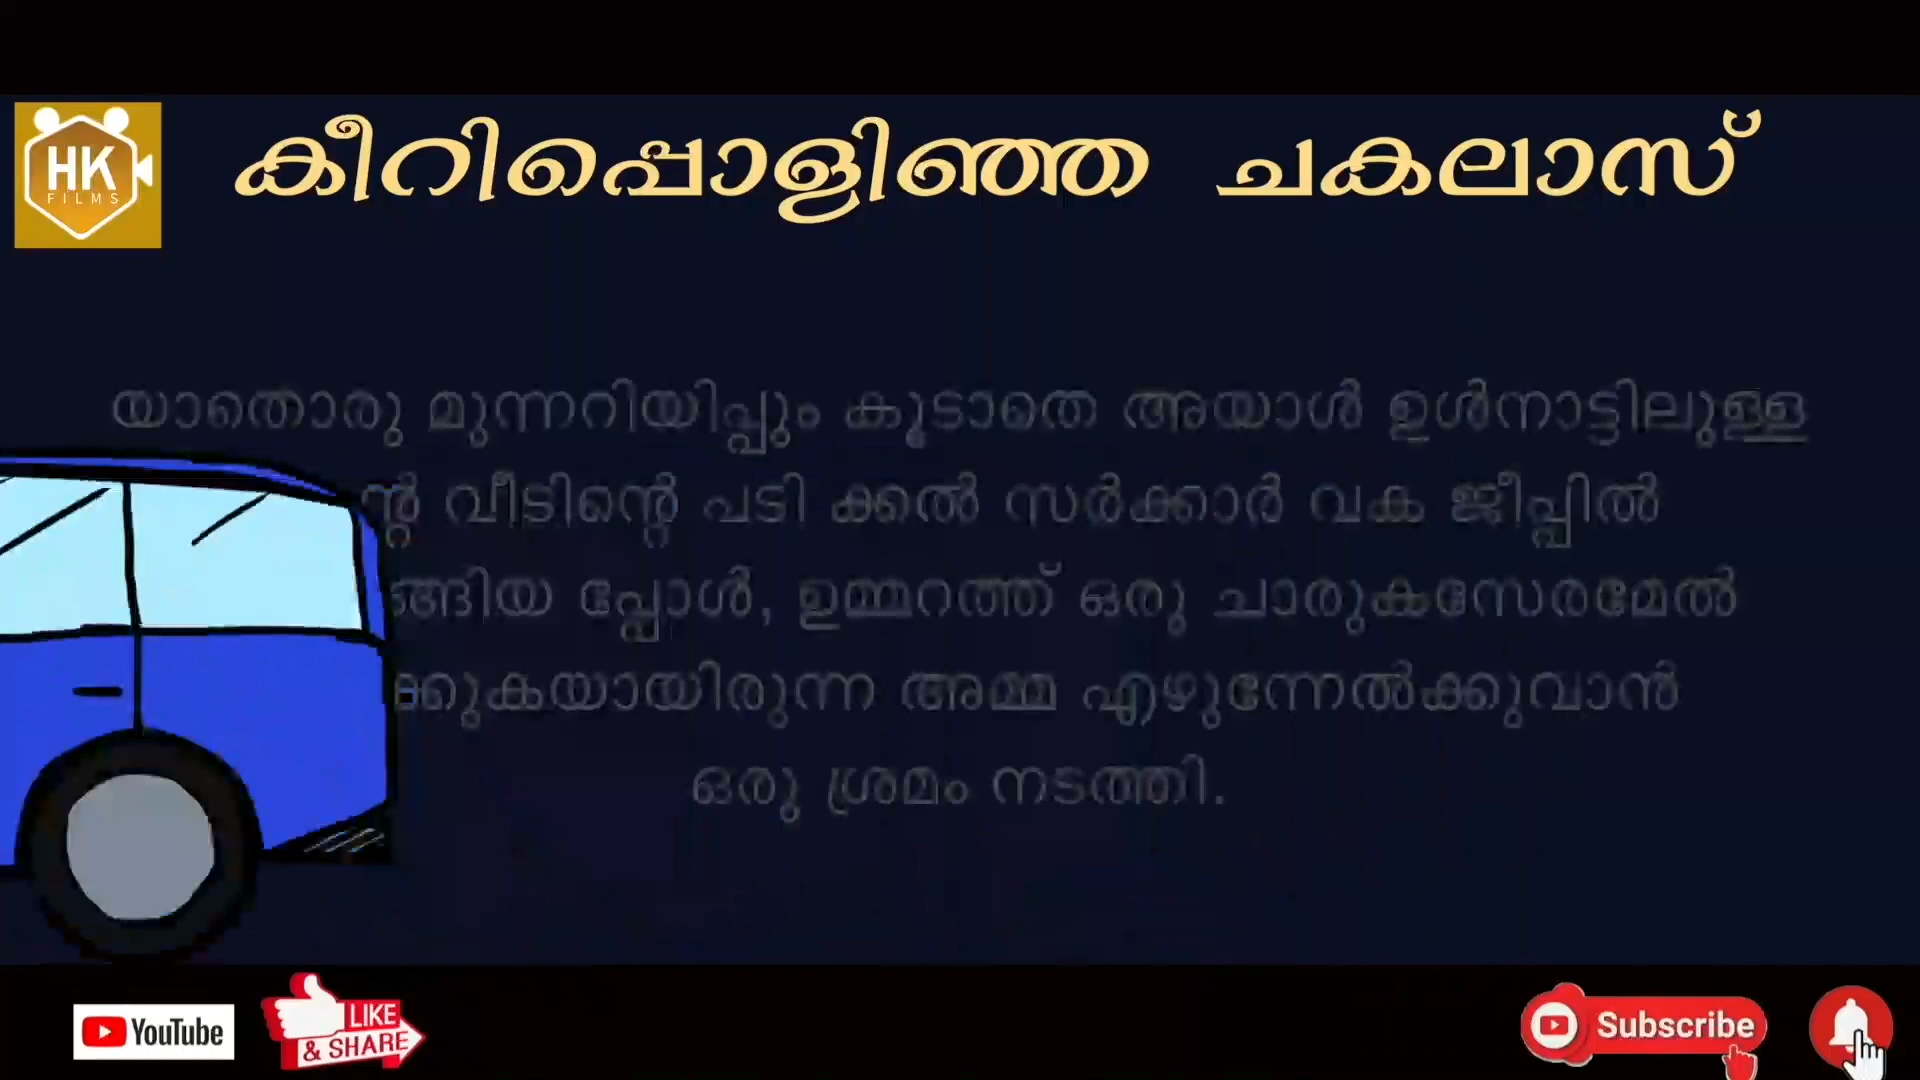 HK
FILMS
കീറിപ്പൊളിഞ്ഞ ചകലാസ്
യാതൊരു മുന്നറിയിപ്പും കൂടാതെ അയാൾ ഉൾനാട്ടിലുള്ള
വീടിന്റെ പടി ക്കൽ സർക്കാർ വക ജീപ്പിൽ
പ്പോൾ, ഉമ്മറത്ത് ഒരു ചാരുകസേരമേൽ
അമ്മ എഴുന്നേൽക്കുവാൻ
ഒരു ശ്രമം നടത്തി.
YouTube
LIKE
& SHARE
Subscribe